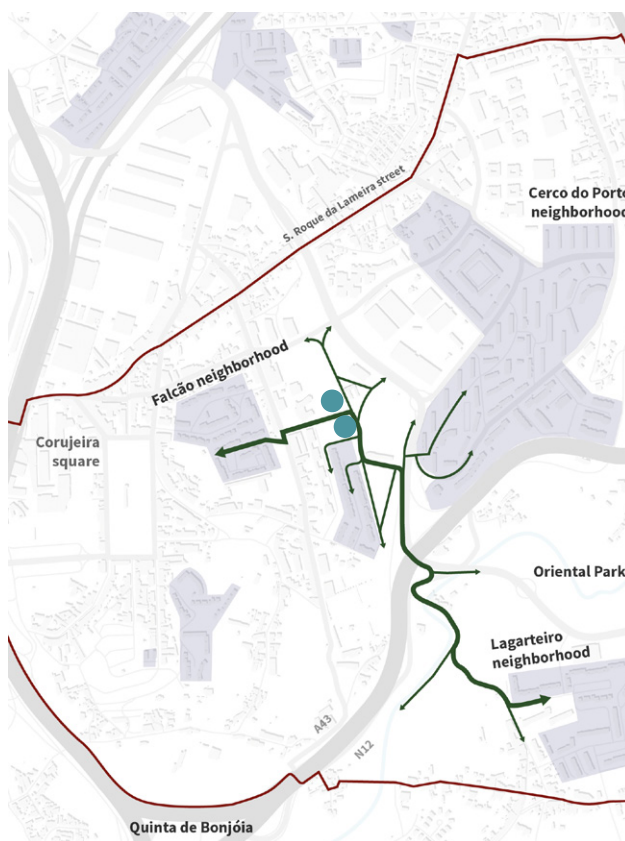 S. Roque da Lameira street
Cerco do Porto
neighborhood
Falcão neighborhood
Corujeira
square
Oriental Park
Lagarteiro
neighborhood
A43
N12
Quinta de Bonjóia